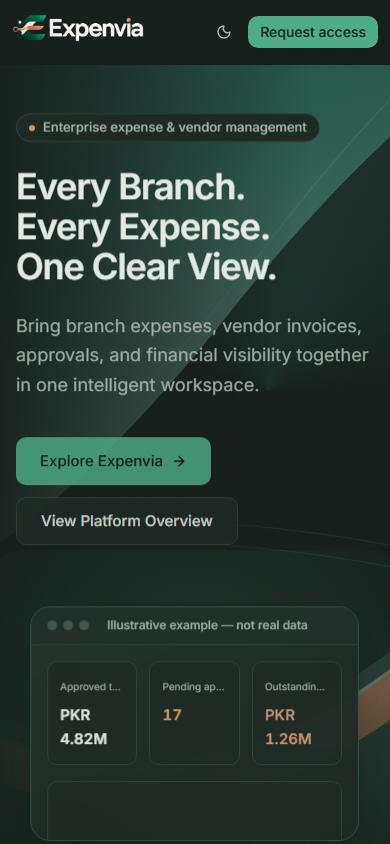 Expenvia
Request access
Enterprise expense & vendor management
Every Branch.
Every Expense.
One Clear View.
Bring branch expenses, vendor invoices,
approvals, and financial visibility together
in one intelligent workspace.
Explore Expenvia →
View Platform Overview
Illustrative example — not real data
Approved t...
Pending ap...
Outstandin...
PKR
4.82M
17
PKR
1.26M